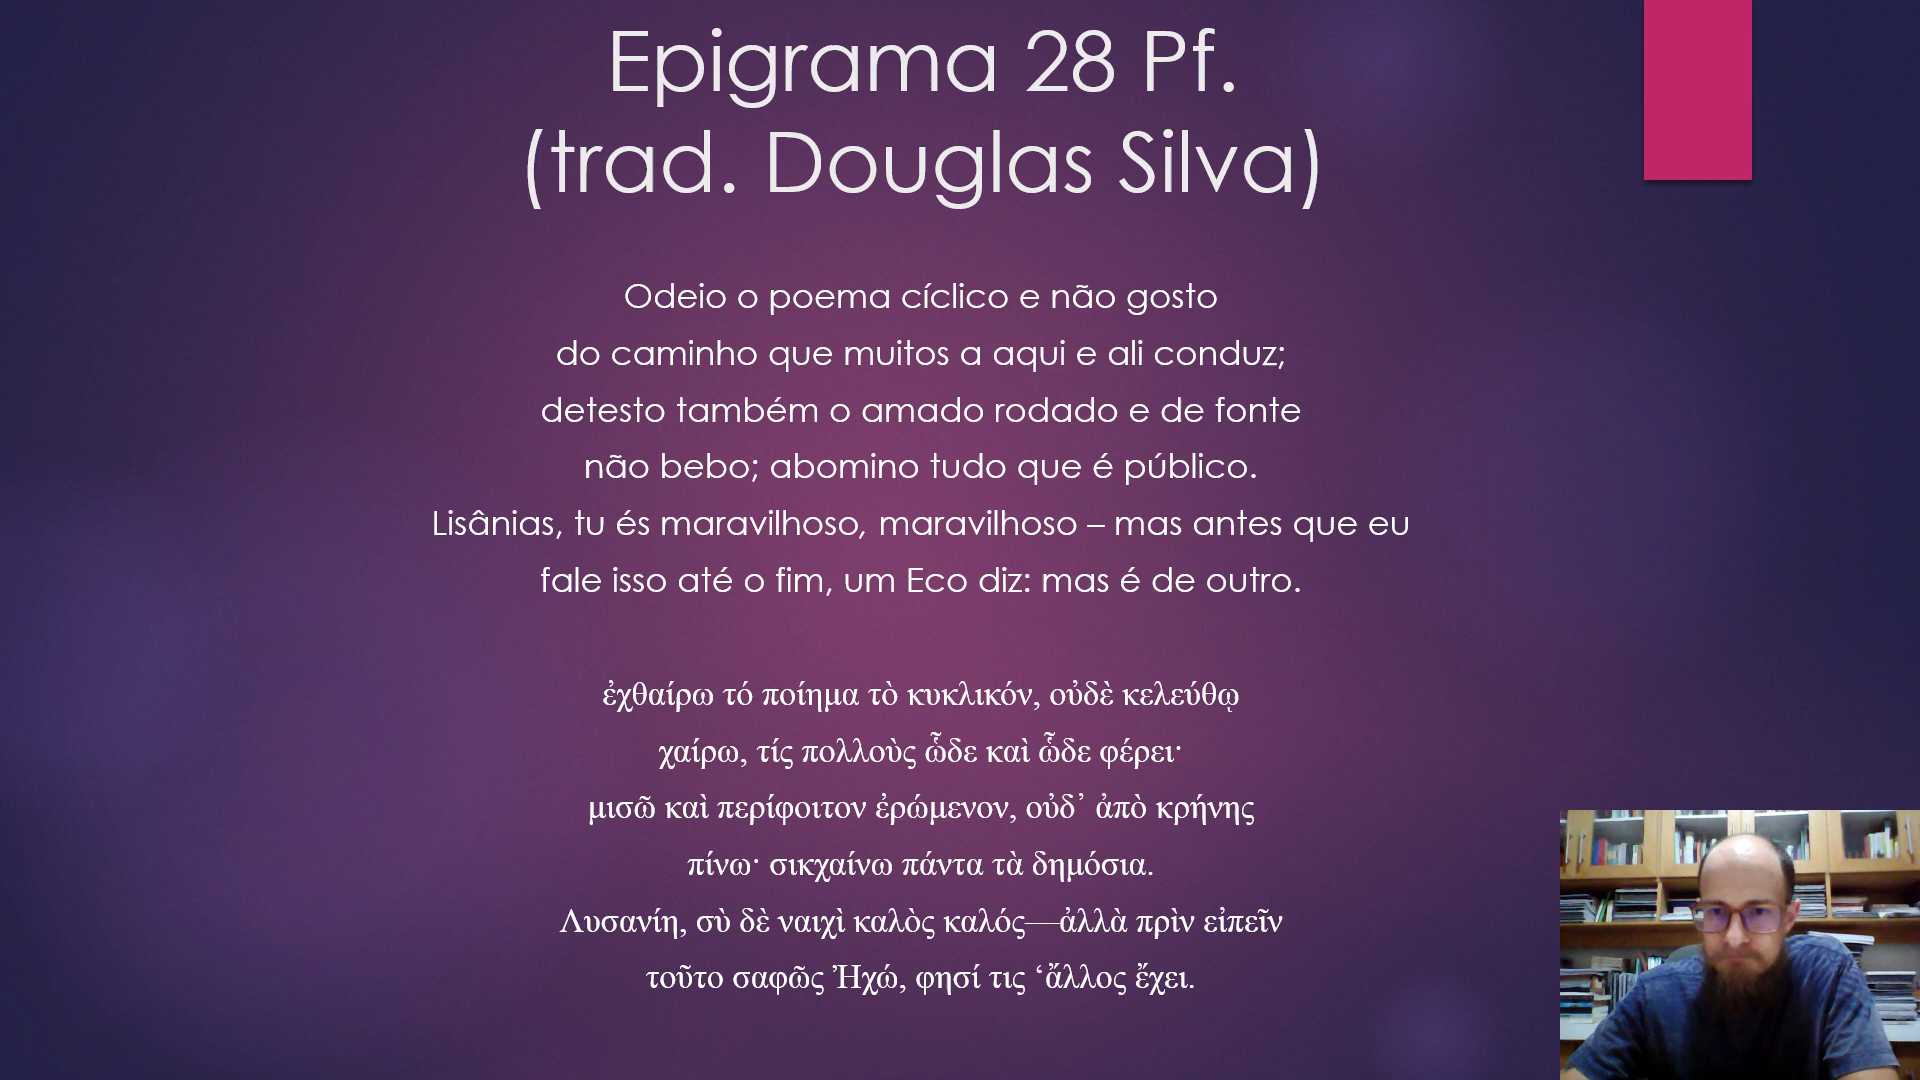 Epigrama 28 Pf.
(trad. Douglas Silva)
Odeio o poema cíclico e não gosto
do caminho que muitos a aqui e ali conduz;
detesto também o amado rodado e de fonte
não bebo; abomino tudo que é público.
Lisânias, tu és maravilhoso, maravilhoso – mas antes que eu
fale isso até o fim, um Eco diz: mas é de outro.
ἐχθαίρω τό ποίημα τὸ κυκλικόν, οὐδὲ κελεύθῳ
χαίρω, τίς πολλοὺς ὧδε καὶ ὧδε φέρει·
μισῶ καὶ περίφοιτον ἐρώμενον, οὐδ᾽ ἀπὸ κρήνης
πίνω· σικχαίνω πάντα τὰ δημόσια.
Λυσανίη, σὺ δὲ ναιχὶ καλὸς καλός—ἀλλὰ πρὶν εἰπεῖν
τοῦτο σαφῶς Ἠχώ, φησί τις ‘ἄλλος ἔχει.